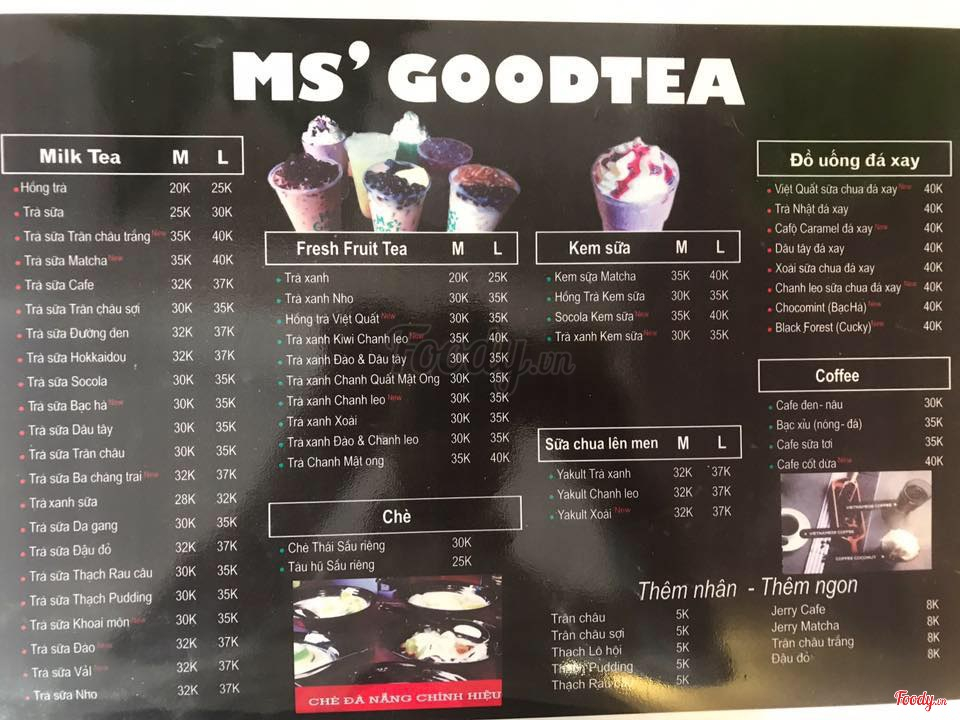 MS' GOODTEA
Milk Tea M L
Hồng trà 20K 25K
Trà sữa 25K 30K
Trà sữa Trân châu trắng New 35K 40K
Trà sữa Matcha New 35K 40K
Trà sữa Cafe 32K 37K
Trà sữa Trân châu sợi 30K 35K
Trà sữa Đường đen 32K 37K
Trà sữa Hokkaidou 32K 37K
Trà sữa Socola 30K 35K
Trà sữa Bạc hà New 30K 35K
Trà sữa Dâu tây 30K 35K
Trà sữa Trân châu 30K 35K
Trà sữa Ba chàng trai New 32K 37K
Trà xanh sữa 28K 32K
Trà sữa Da gang 30K 35K
Trà sữa Đậu đỏ 32K 37K
Trà sữa Thạch Rau câu 30K 35K
Trà sữa Thạch Pudding 30K 35K
Trà sữa Khoai môn New 30K 35K
Trà sữa Đào New 32K 37K
Trà sữa Vải New 32K 37K
Trà sữa Nho 32K 37K
Fresh Fruit Tea M L
Trà xanh 20K 25K
Trà xanh Nho 30K 35K
Hồng trà Việt Quất New 30K 35K
Trà xanh Kiwi Chanh leo New 35K 40K
Trà xanh Đào & Dâu tây 30K 35K
Trà xanh Chanh Quất Mật Ong 30K 35K
Trà xanh Chanh leo New 30K 35K
Trà xanh Xoài 30K 35K
Trà xanh Đào & Chanh leo 30K 35K
Trà Chanh Mật ong 35K 40K
Chè
Chè Thái Sầu riêng 30K
Tàu hũ Sầu riêng 25K
CHÈ ĐÀ NẴNG CHÍNH HIỆU
Kem sữa M L
Kem sữa Matcha 35K 40K
Hồng Trà Kem sữa 30K 35K
Socola Kem sữa New 35K 40K
Trà xanh Kem sữa New 30K 35K
Sữa chua lên men M L
Yakult Trà xanh 32K 37K
Yakult Chanh leo 32K 37K
Yakult Xoài New 32K 37K
Đồ uống đá xay
Việt Quất sữa chua đá xay New 40K
Trà Nhật đá xay 40K
Cafộ Caramel đá xay New 40K
Dâu tây đá xay 40K
Xoài sữa chua đá xay 40K
Chanh leo sữa chua đá xay New 40K
Chocomint (BạcHà) New 40K
Black Forest (Cucky) New 40K
Coffee
Cafe đen - nâu 30K
Bạc xỉu (nóng - đá) 35K
Cafe sữa tơi 35K
Cafe cốt dừa New 40K
VIETNAMESE COFFEE
VIETNAMESE COFFEE
COFFEE COCONUT
Thêm nhân - Thêm ngon
Trân châu 5K
Trân châu sợi 5K
Thạch Lô hội 5K
Thạch Pudding 5K
Thạch Rau câu 5K
Jerry Cafe 8K
Jerry Matcha 8K
Trân châu trắng 8K
Đậu đỏ 8K
Foody.vn
Foody.vn